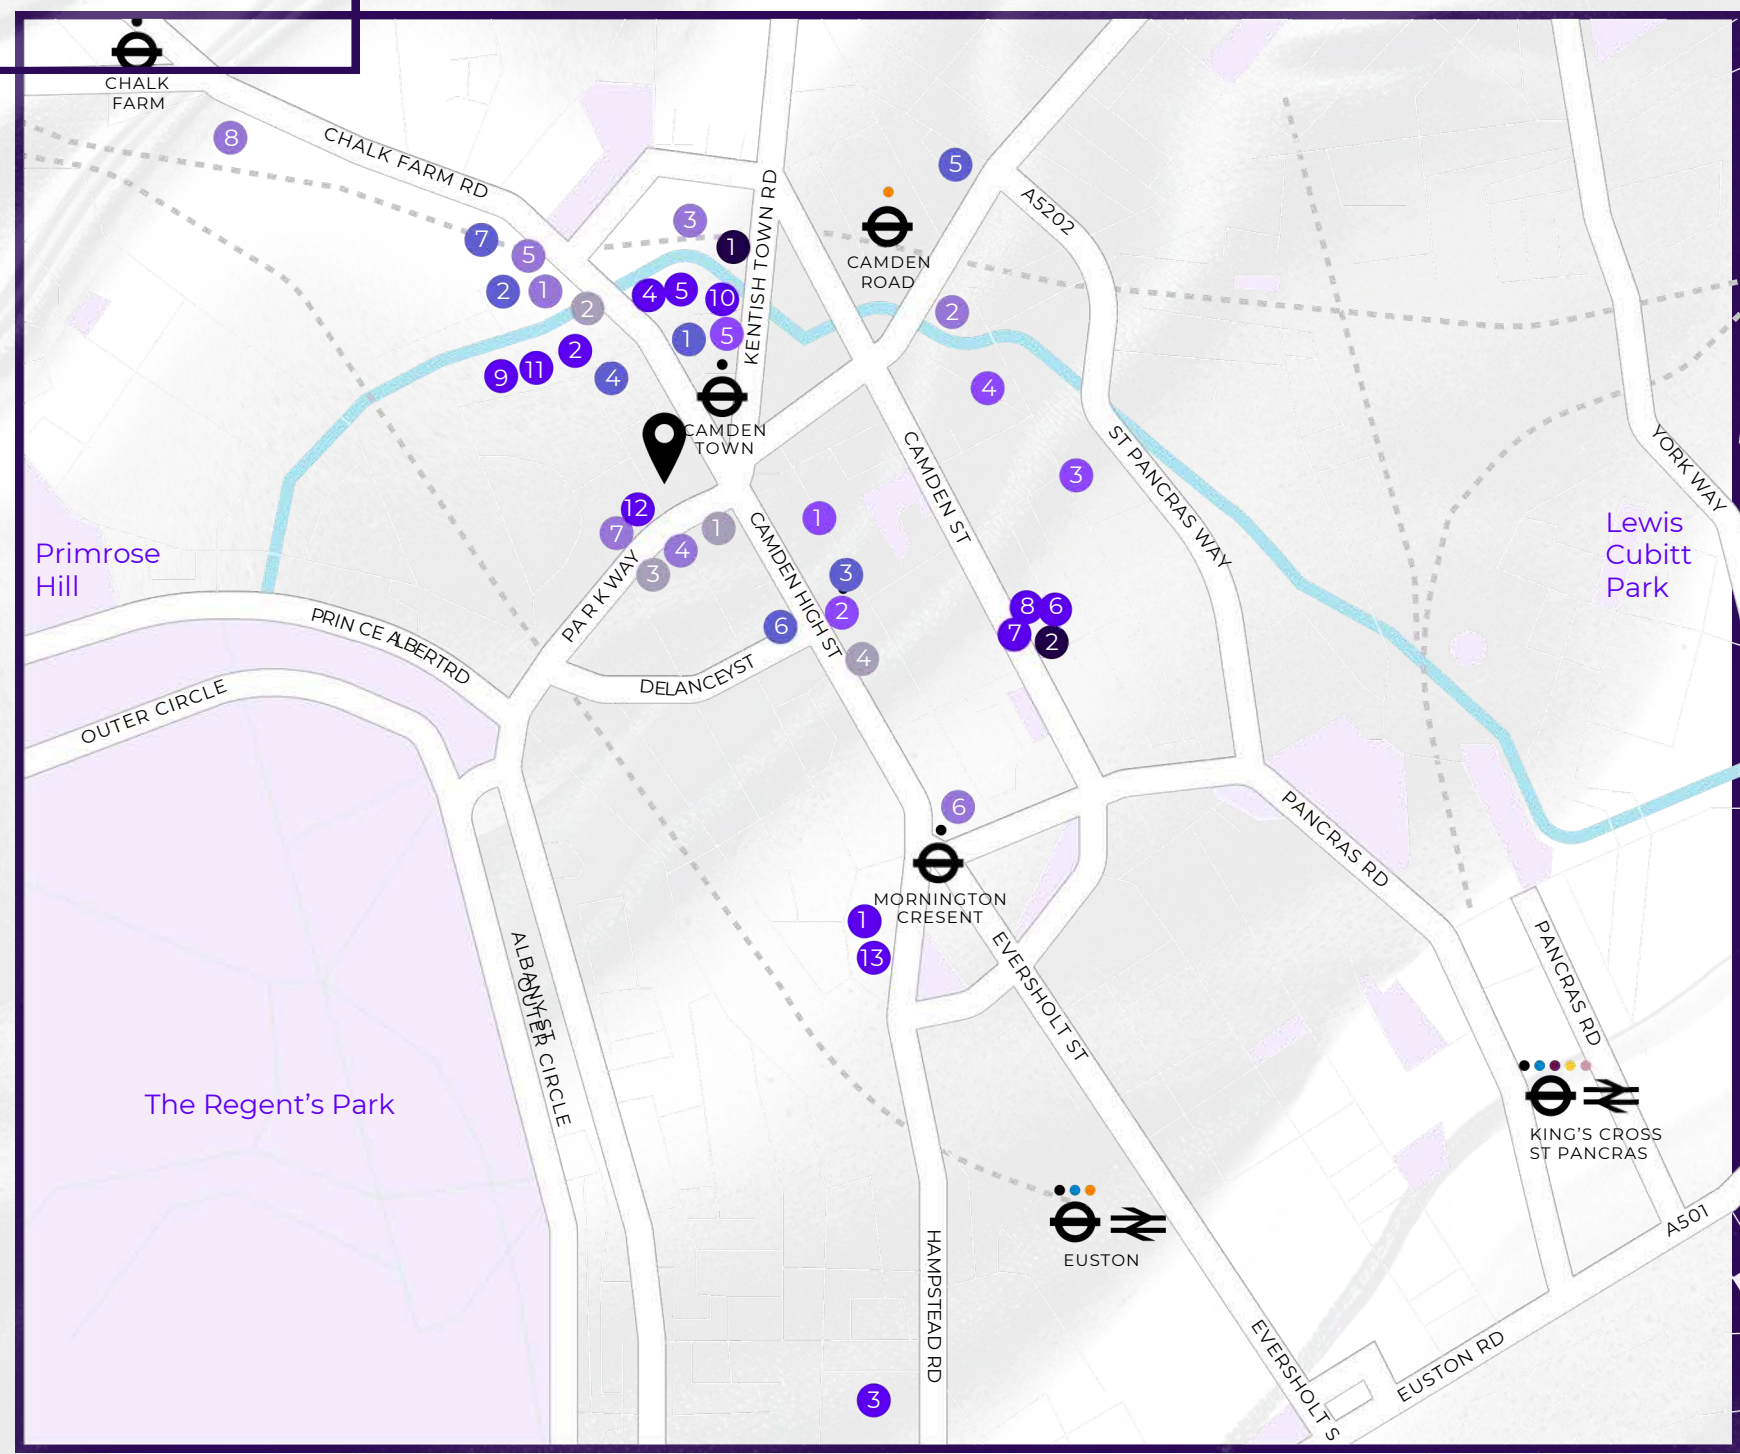 CHALK
FARM
8
CHALK FARM RD
7
5
2
1
2
3
1
KENTISH TOWN RD
4
5
10
1
5
9
11
2
4
CAMDEN
TOWN
5
CAMDEN
ROAD
A5202
2
4
3
CAMDEN ST
ST PANCRAS WAY
YORK WAY
Lewis
Cubitt
Park
Primrose
Hill
12
7
4
1
3
PARK WAY
1
3
2
6
4
CAMDEN HIGH ST
DELANCEYST
8
6
7
2
PRIN CE ALBERTRD
OUTER CIRCLE
6
MORNINGTON
CRESENT
1
13
PANCRAS RD
PANCRAS RD
EVERSHOLT ST
ALBANY ST
OUTER CIRCLE
The Regent's Park
KING'S CROSS
ST PANCRAS
A501
EUSTON
HAMPSTEAD RD
EVERSHOLT S
EUSTON RD
3